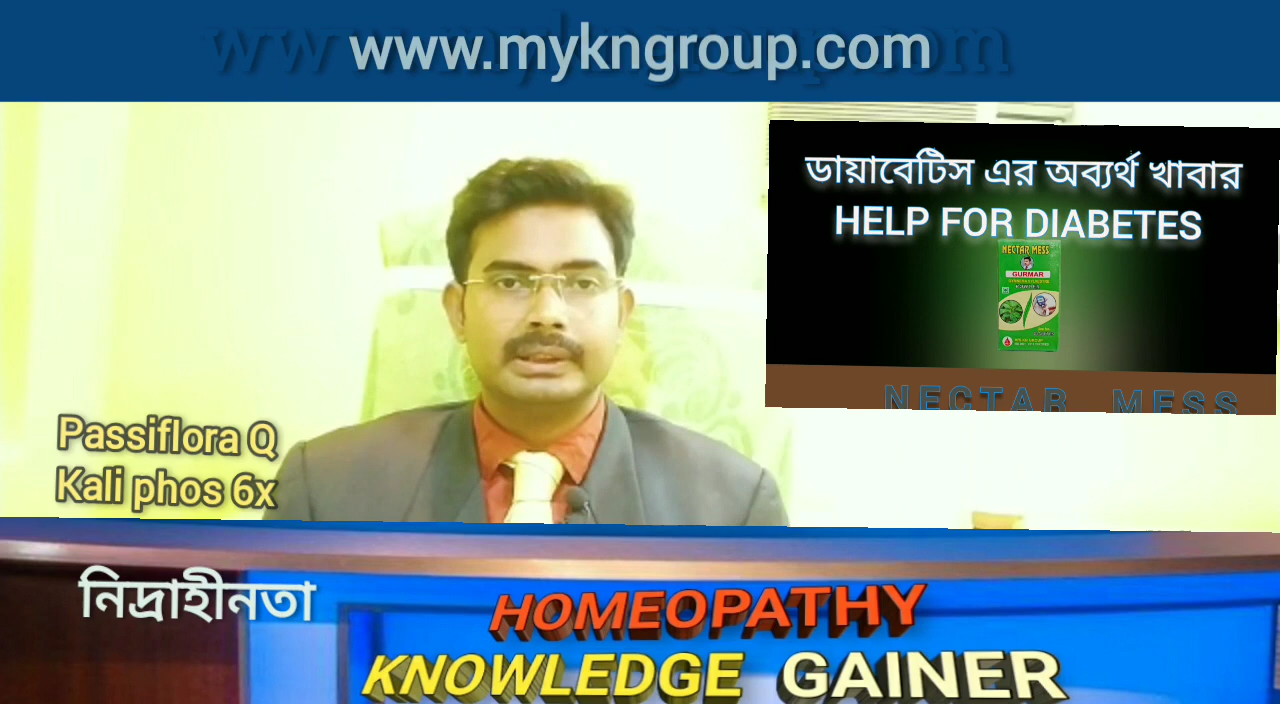 www.mykngroup.com
ডায়াবেটিস এর অব্যর্থ খাবার
HELP FOR DIABETES
NECTAR MESS
GURMAR
NECTAR MESS
Passiflora Q
Kali phos 6x
নিদ্রাহীনতা
HOMEOPATHY
KNOWLEDGE GAINER